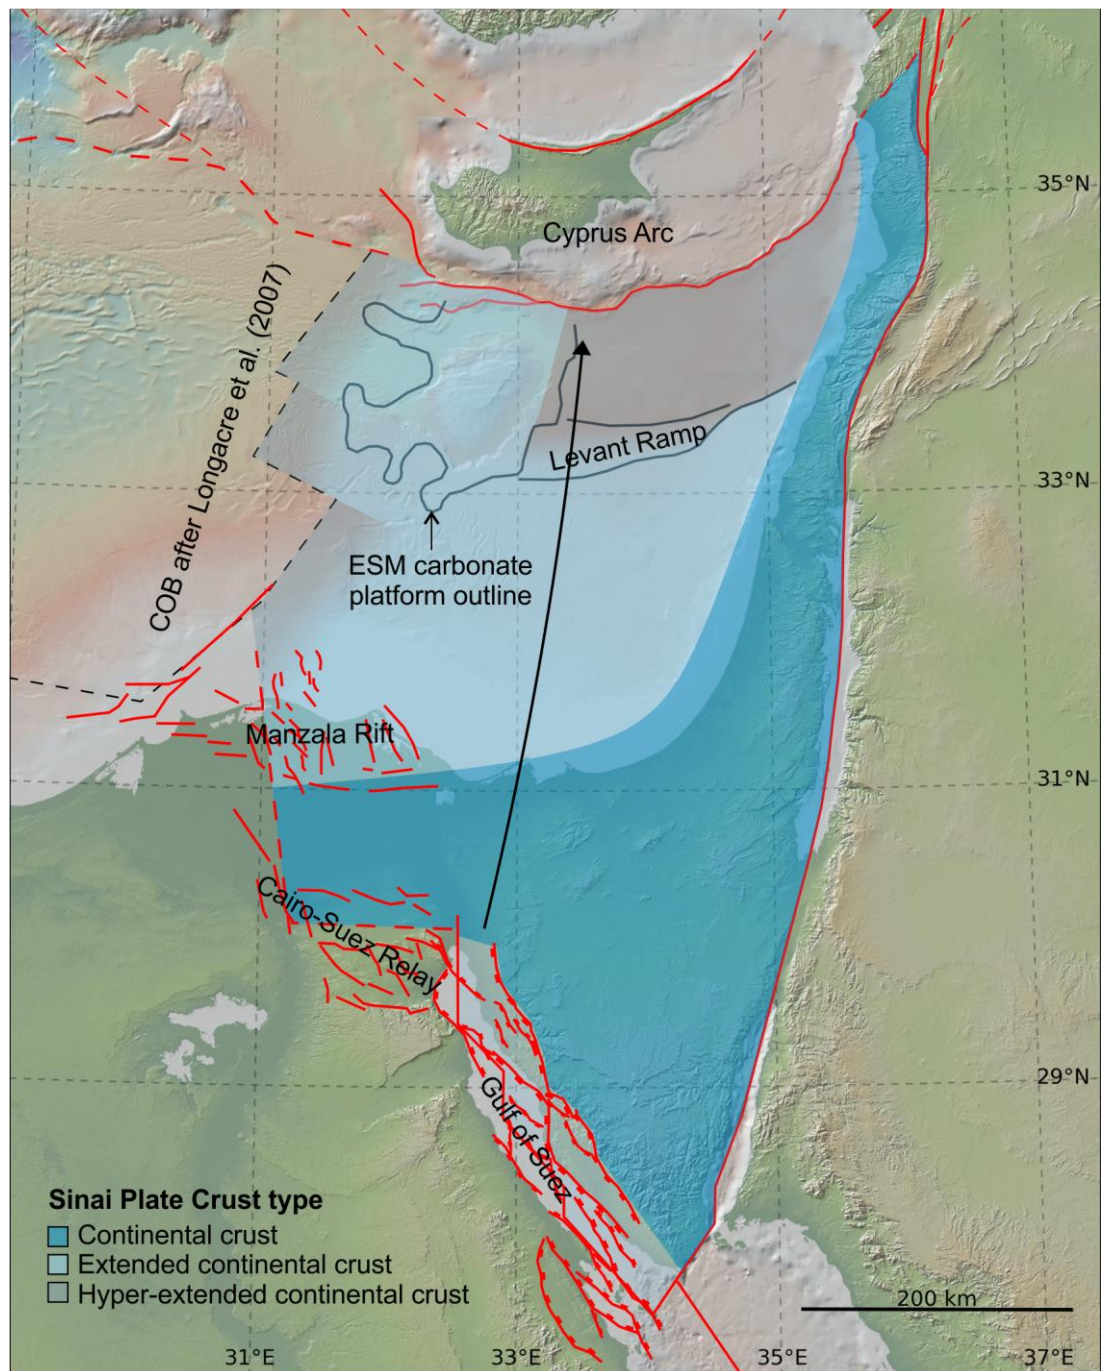 35°N
Cyprus Arc
COB after Longacre et al. (2007)
Levant Ramp
33°N
ESM carbonate
platform outline
Manzala Rift
31°N
Cairo-Suez Relay
29°N
Gulf of Suez
Sinai Plate Crust type
Continental crust
Extended continental crust
Hyper-extended continental crust
200 km
31°E
33°E
35°E
37°E